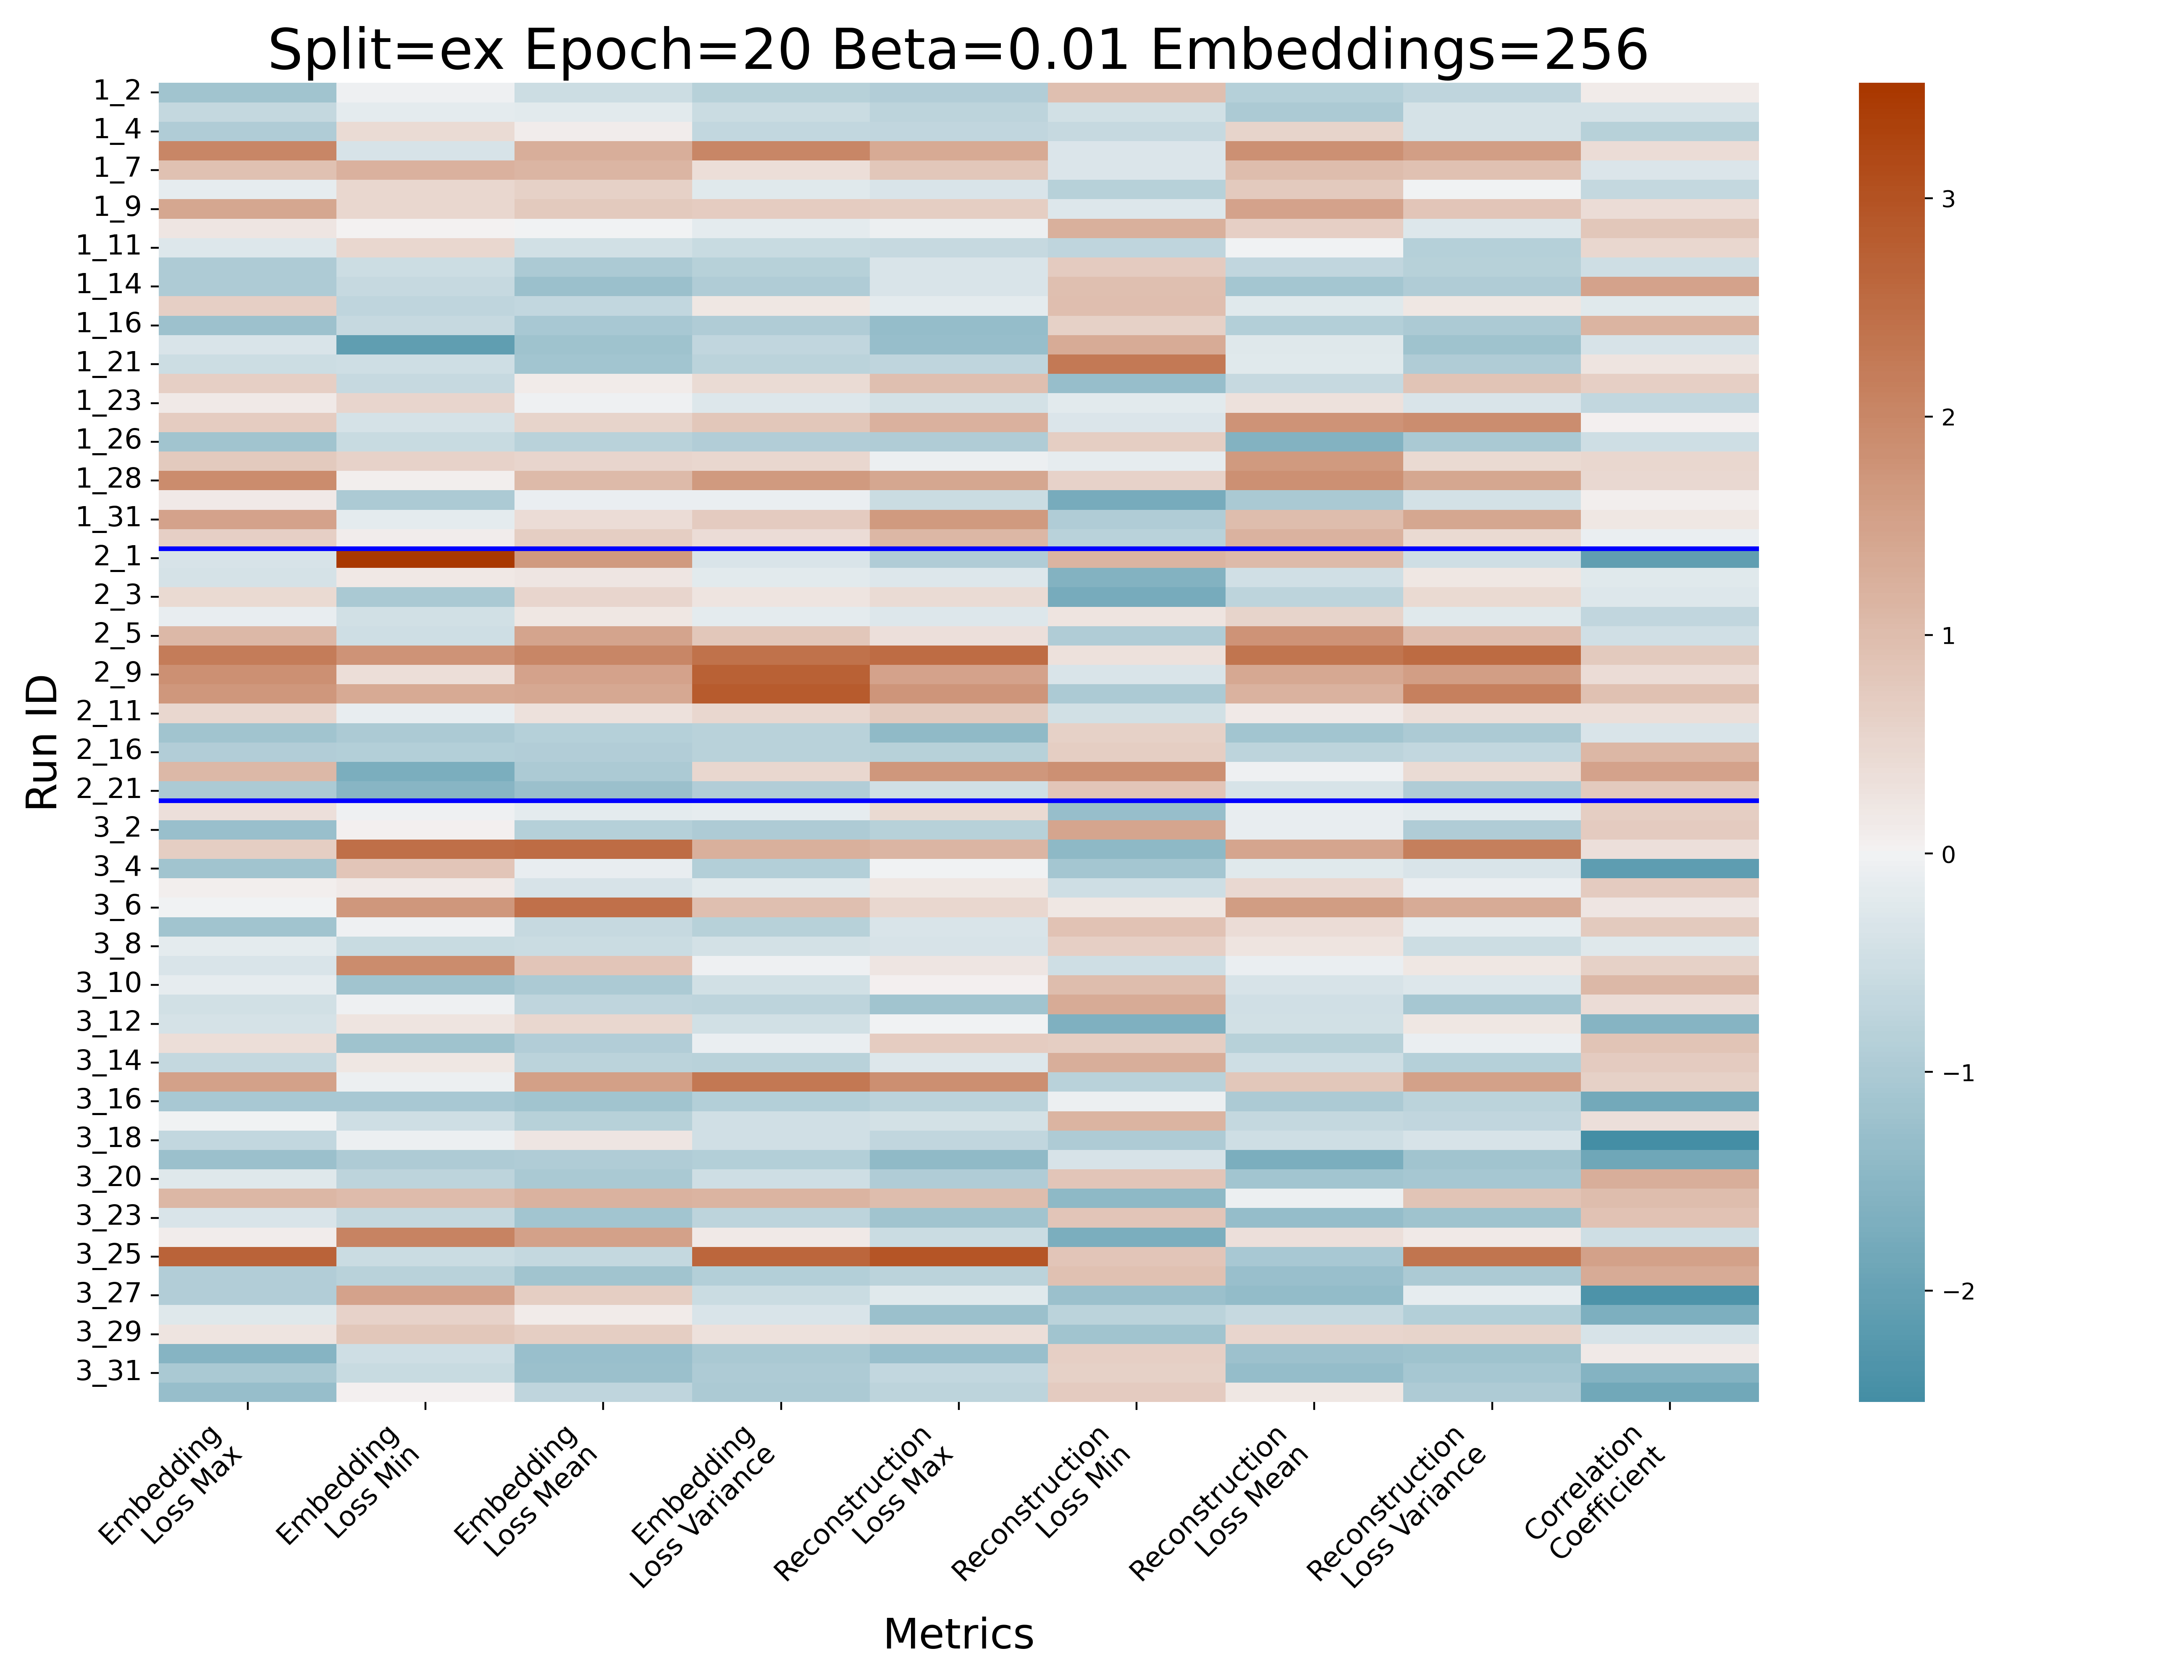 Split=ex Epoch=20 Beta=0.01 Embeddings=256
Run ID
1_2
1_4
1_7
1_9
1_11
1_14
1_16
1_21
1_23
1_26
1_28
1_31
2_1
2_3
2_5
2_9
2_11
2_16
2_21
3_2
3_4
3_6
3_8
3_10
3_12
3_14
3_16
3_18
3_20
3_23
3_25
3_27
3_29
3_31
Embedding
Loss Max
Embedding
Loss Min
Embedding
Loss Mean
Embedding
Loss Variance
Reconstruction
Loss Max
Reconstruction
Loss Min
Reconstruction
Loss Mean
Reconstruction
Loss Variance
Correlation
Coefficient
Metrics
3
2
1
0
−1
−2